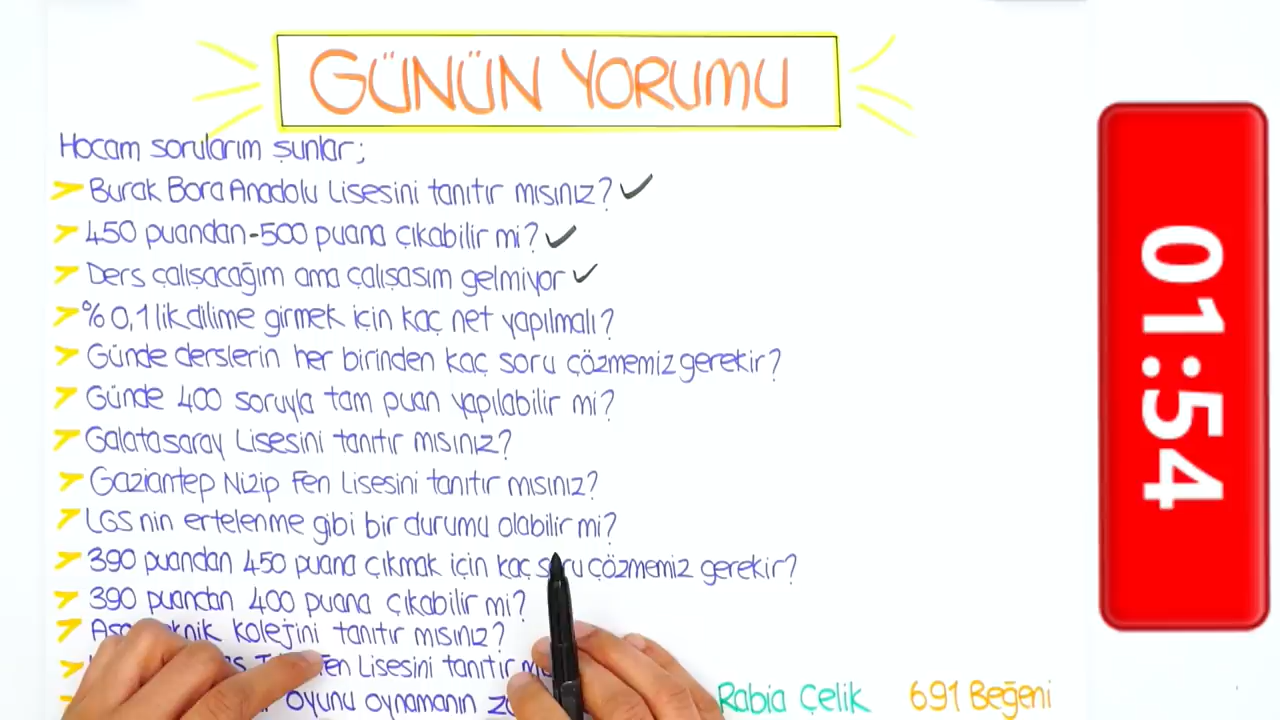 GÜNÜN YORUMU
Hocam sorularım şunlar;
➤ Burak Bora Anadolu Lisesini tanıtır mısınız? ✓
➤ 450 puandan-500 puana çıkabilir mi? ✓
➤ Ders çalışacağım ama çalışasım gelmiyor ✓
➤ %0,1 lik dilime girmek için kaç net yapılmalı?
➤ Günde derslerin her birinden kaç soru çözmemiz gerekir?
➤ Günde 400 soruyla tam puan yapılabilir mi?
➤ Galatasaray Lisesini tanıtır mısınız?
➤ Gaziantep Nizip Fen Lisesini tanıtır mısınız?
➤ LGS nin ertelenme gibi bir durumu olabilir mi?
➤ 390 puandan 450 puana çıkmak için kaç soru çözmemiz gerekir?
➤ 390 puandan 400 puana çıkabilir mi?
➤ kolejini tanıtır mısınız?
➤ Fen Lisesini tanıtır
➤ oyunu oynamanın
Rabia Çelik 691 Beğeni
01:54